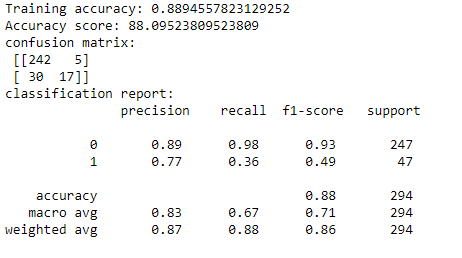 Training accuracy: 0.8894557823129252
Accuracy score: 88.09523809523809
confusion matrix:
[[242   5]
[ 30  17]]
classification report:
precision    recall  f1-score   support
0       0.89      0.98      0.93       247
1       0.77      0.36      0.49        47
accuracy                           0.88       294
macro avg       0.83      0.67      0.71       294
weighted avg       0.87      0.88      0.86       294